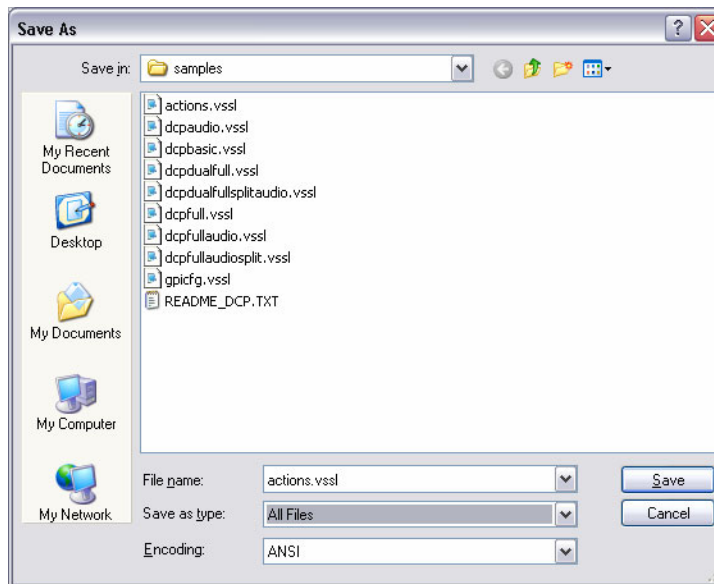 Save As
Save in:
samples
My Recent
Documents
Desktop
My Documents
My Computer
My Network
actions.vssl
dcpaudio.vssl
dcpbasic.vssl
dcpdualfull.vssl
dcpdualfullsplitaudio.vssl
dcpfull.vssl
dcpfullaudio.vssl
dcpfullaudiosplit.vssl
gpicfg.vssl
README_DCP.TXT
File name:
actions.vssl
Save
Save as type:
All Files
Cancel
Encoding:
ANSI